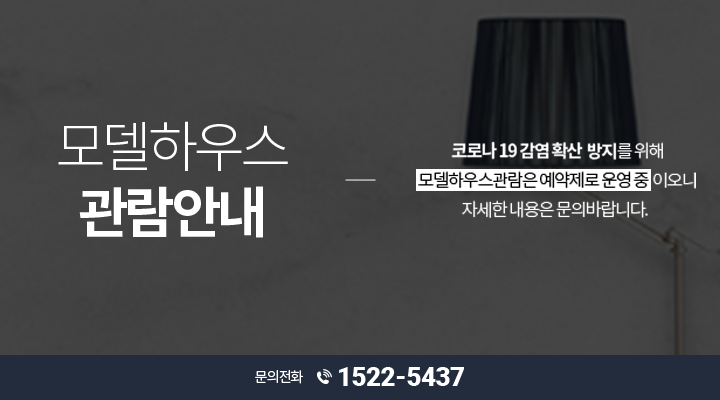 모델하우스
관람안내
코로나 19 감염 확산 방지를 위해
모델하우스관람은 예약제로 운영 중 이오니
자세한 내용은 문의바랍니다.
문의전화 1522-5437